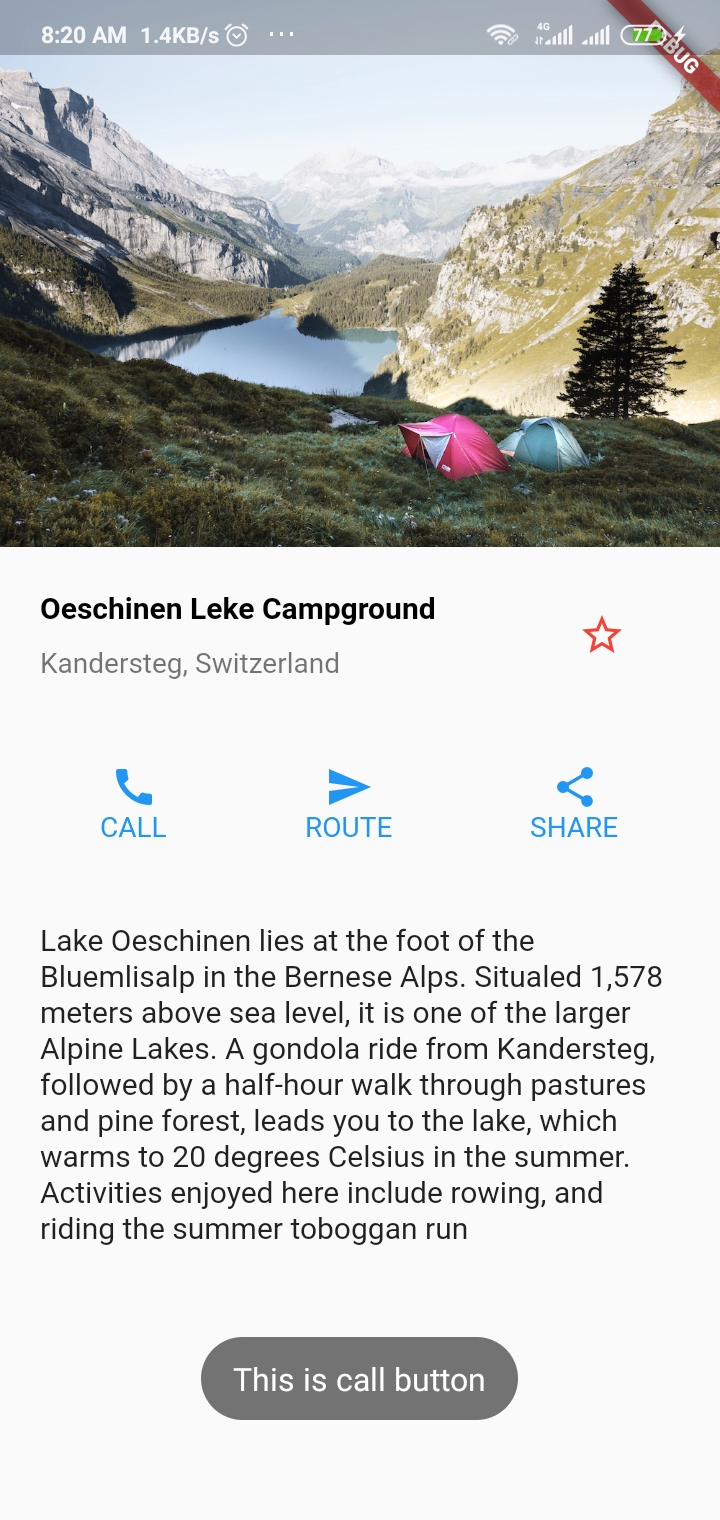 8:20 AM 1.4KB/s ...
4G
77
BUG
Oeschinen Leke Campground
Kandersteg, Switzerland
CALL
ROUTE
SHARE
Lake Oeschinen lies at the foot of the
Bluemlisalp in the Bernese Alps. Situaled 1,578
meters above sea level, it is one of the larger
Alpine Lakes. A gondola ride from Kandersteg,
followed by a half-hour walk through pastures
and pine forest, leads you to the lake, which
warms to 20 degrees Celsius in the summer.
Activities enjoyed here include rowing, and
riding the summer toboggan run
This is call button